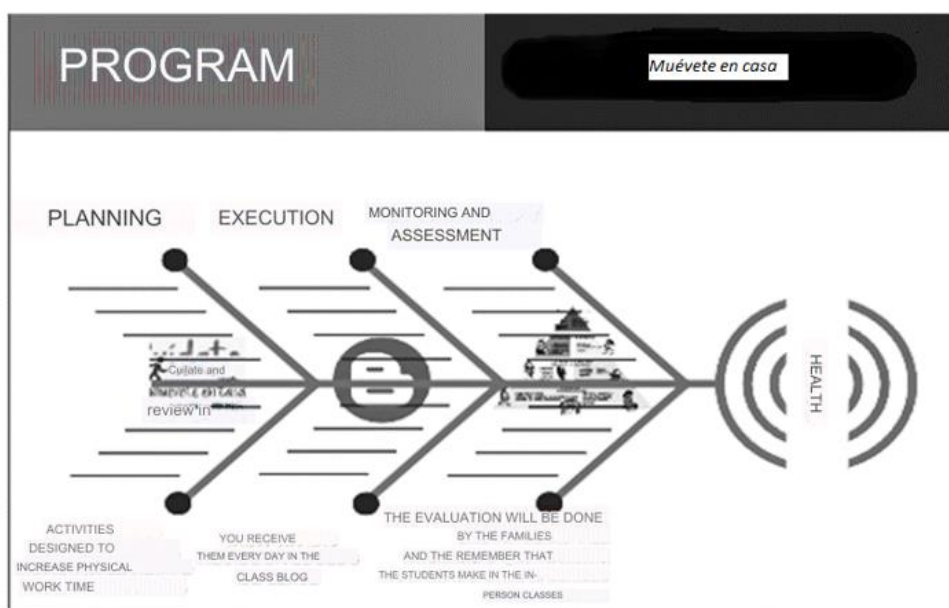 PROGRAM
Muévete en casa
PLANNING
EXECUTION
MONITORING AND
ASSESSMENT
Cuíate and
review in
HEALTH
ACTIVITIES
DESIGNED TO
INCREASE PHYSICAL
WORK TIME
YOU RECEIVE
THEM EVERY DAY IN THE
CLASS BLOG
THE EVALUATION WILL BE DONE
BY THE FAMILIES
AND THE REMEMBER THAT
THE STUDENTS MAKE IN THE IN-
PERSON CLASSES